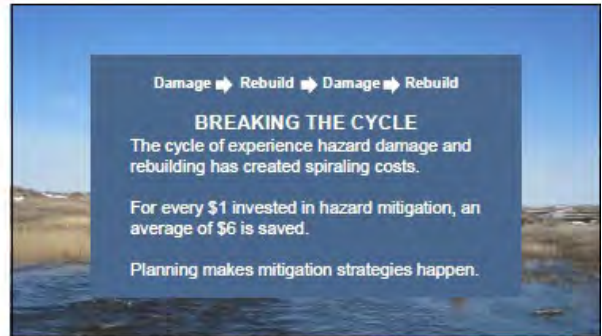 Damage ➡ Rebuild ➡ Damage ➡ Rebuild
BREAKING THE CYCLE
The cycle of experience hazard damage and
rebuilding has created spiraling costs.
For every $1 invested in hazard mitigation, an
average of $6 is saved.
Planning makes mitigation strategies happen.